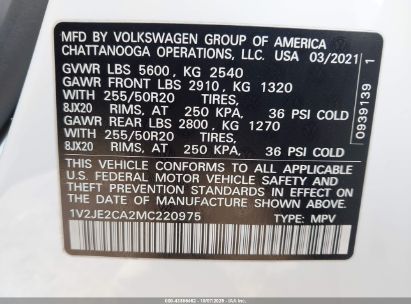 MFD BY VOLKSWAGEN GROUP OF AMERICA
CHATTANOOGA OPERATIONS, LLC. USA 03/2021
GVWR LBS 5600 , KG 2540
GAWR FRONT LBS 2910 , KG 1320
WITH 255/50R20 TIRES,
8JX20 RIMS, AT 250 KPA, 36 PSI COLD
GAWR REAR LBS 2800 , KG 1270
WITH 255/50R20 TIRES,
8JX20 RIMS, AT 250 KPA, 36 PSI COLD
THIS VEHICLE CONFORMS TO ALL APPLICABLE
U.S. FEDERAL MOTOR VEHICLE SAFETY STANDARDS IN EFFECT ON
THE DATE OF MANUFACTURE SHOWN ABOVE.
1V2JE2CA2MC220975 TYPE: MPV
0939139 1